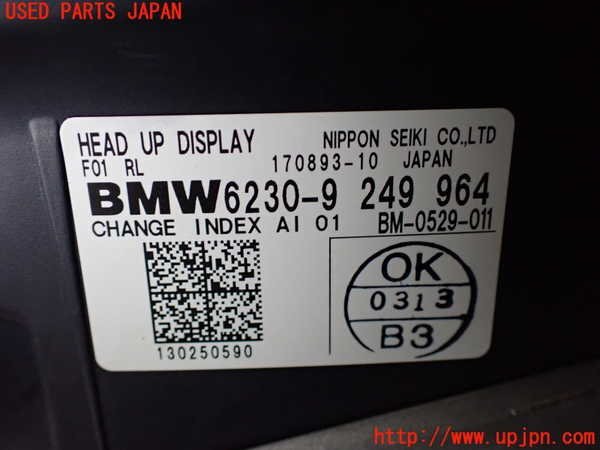 USED PARTS JAPAN
HEAD UP DISPLAY NIPPON SEIKI CO.,LTD
F01 RL 170893-10 JAPAN
BMW6230-9 249 964
CHANGE INDEX AI 01 BM-0529-011
OK
0313
B3
130250590
http://www.upjpn.com/